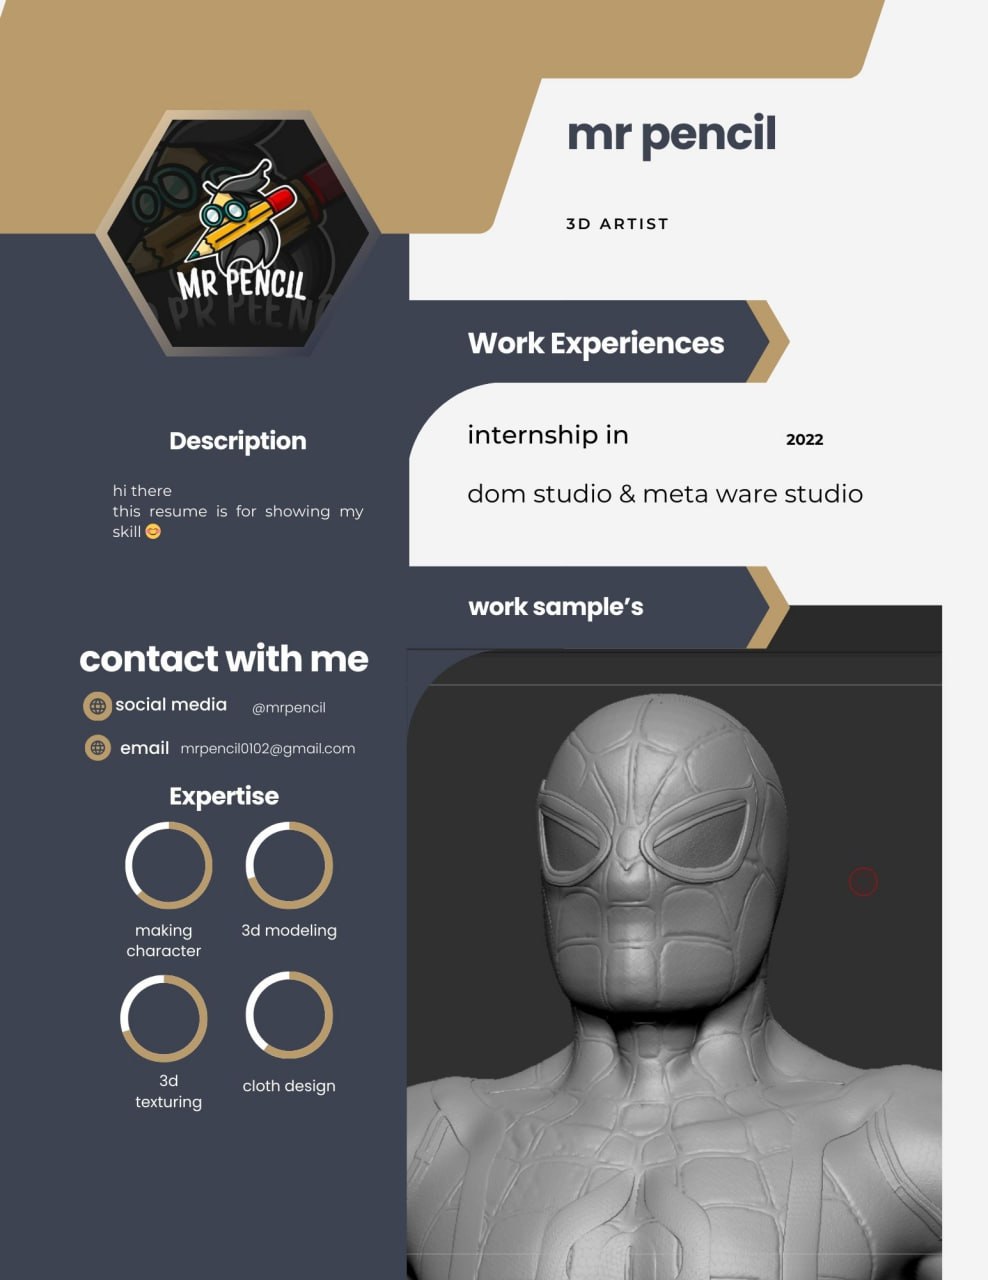 mr pencil
3D ARTIST
MR PENCIL
Work Experiences
internship in
2022
dom studio & meta ware studio
Description
hi there
this resume is for showing my
skill 😊
work sample’s
contact with me
social media @mrpencil
email mrpencil0102@gmail.com
Expertise
making
character
3d modeling
3d
texturing
cloth design